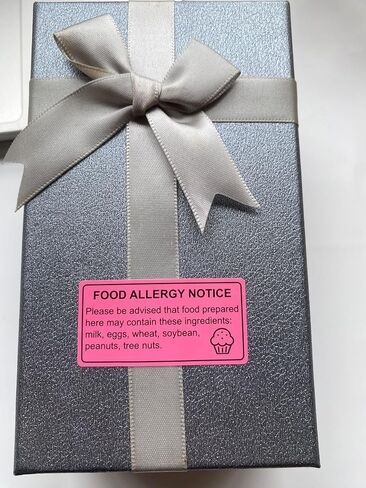 FOOD ALLERGY NOTICE
Please be advised that food prepared
here may contain these ingredients:
milk, eggs, wheat, soybean,
peanuts, tree nuts.